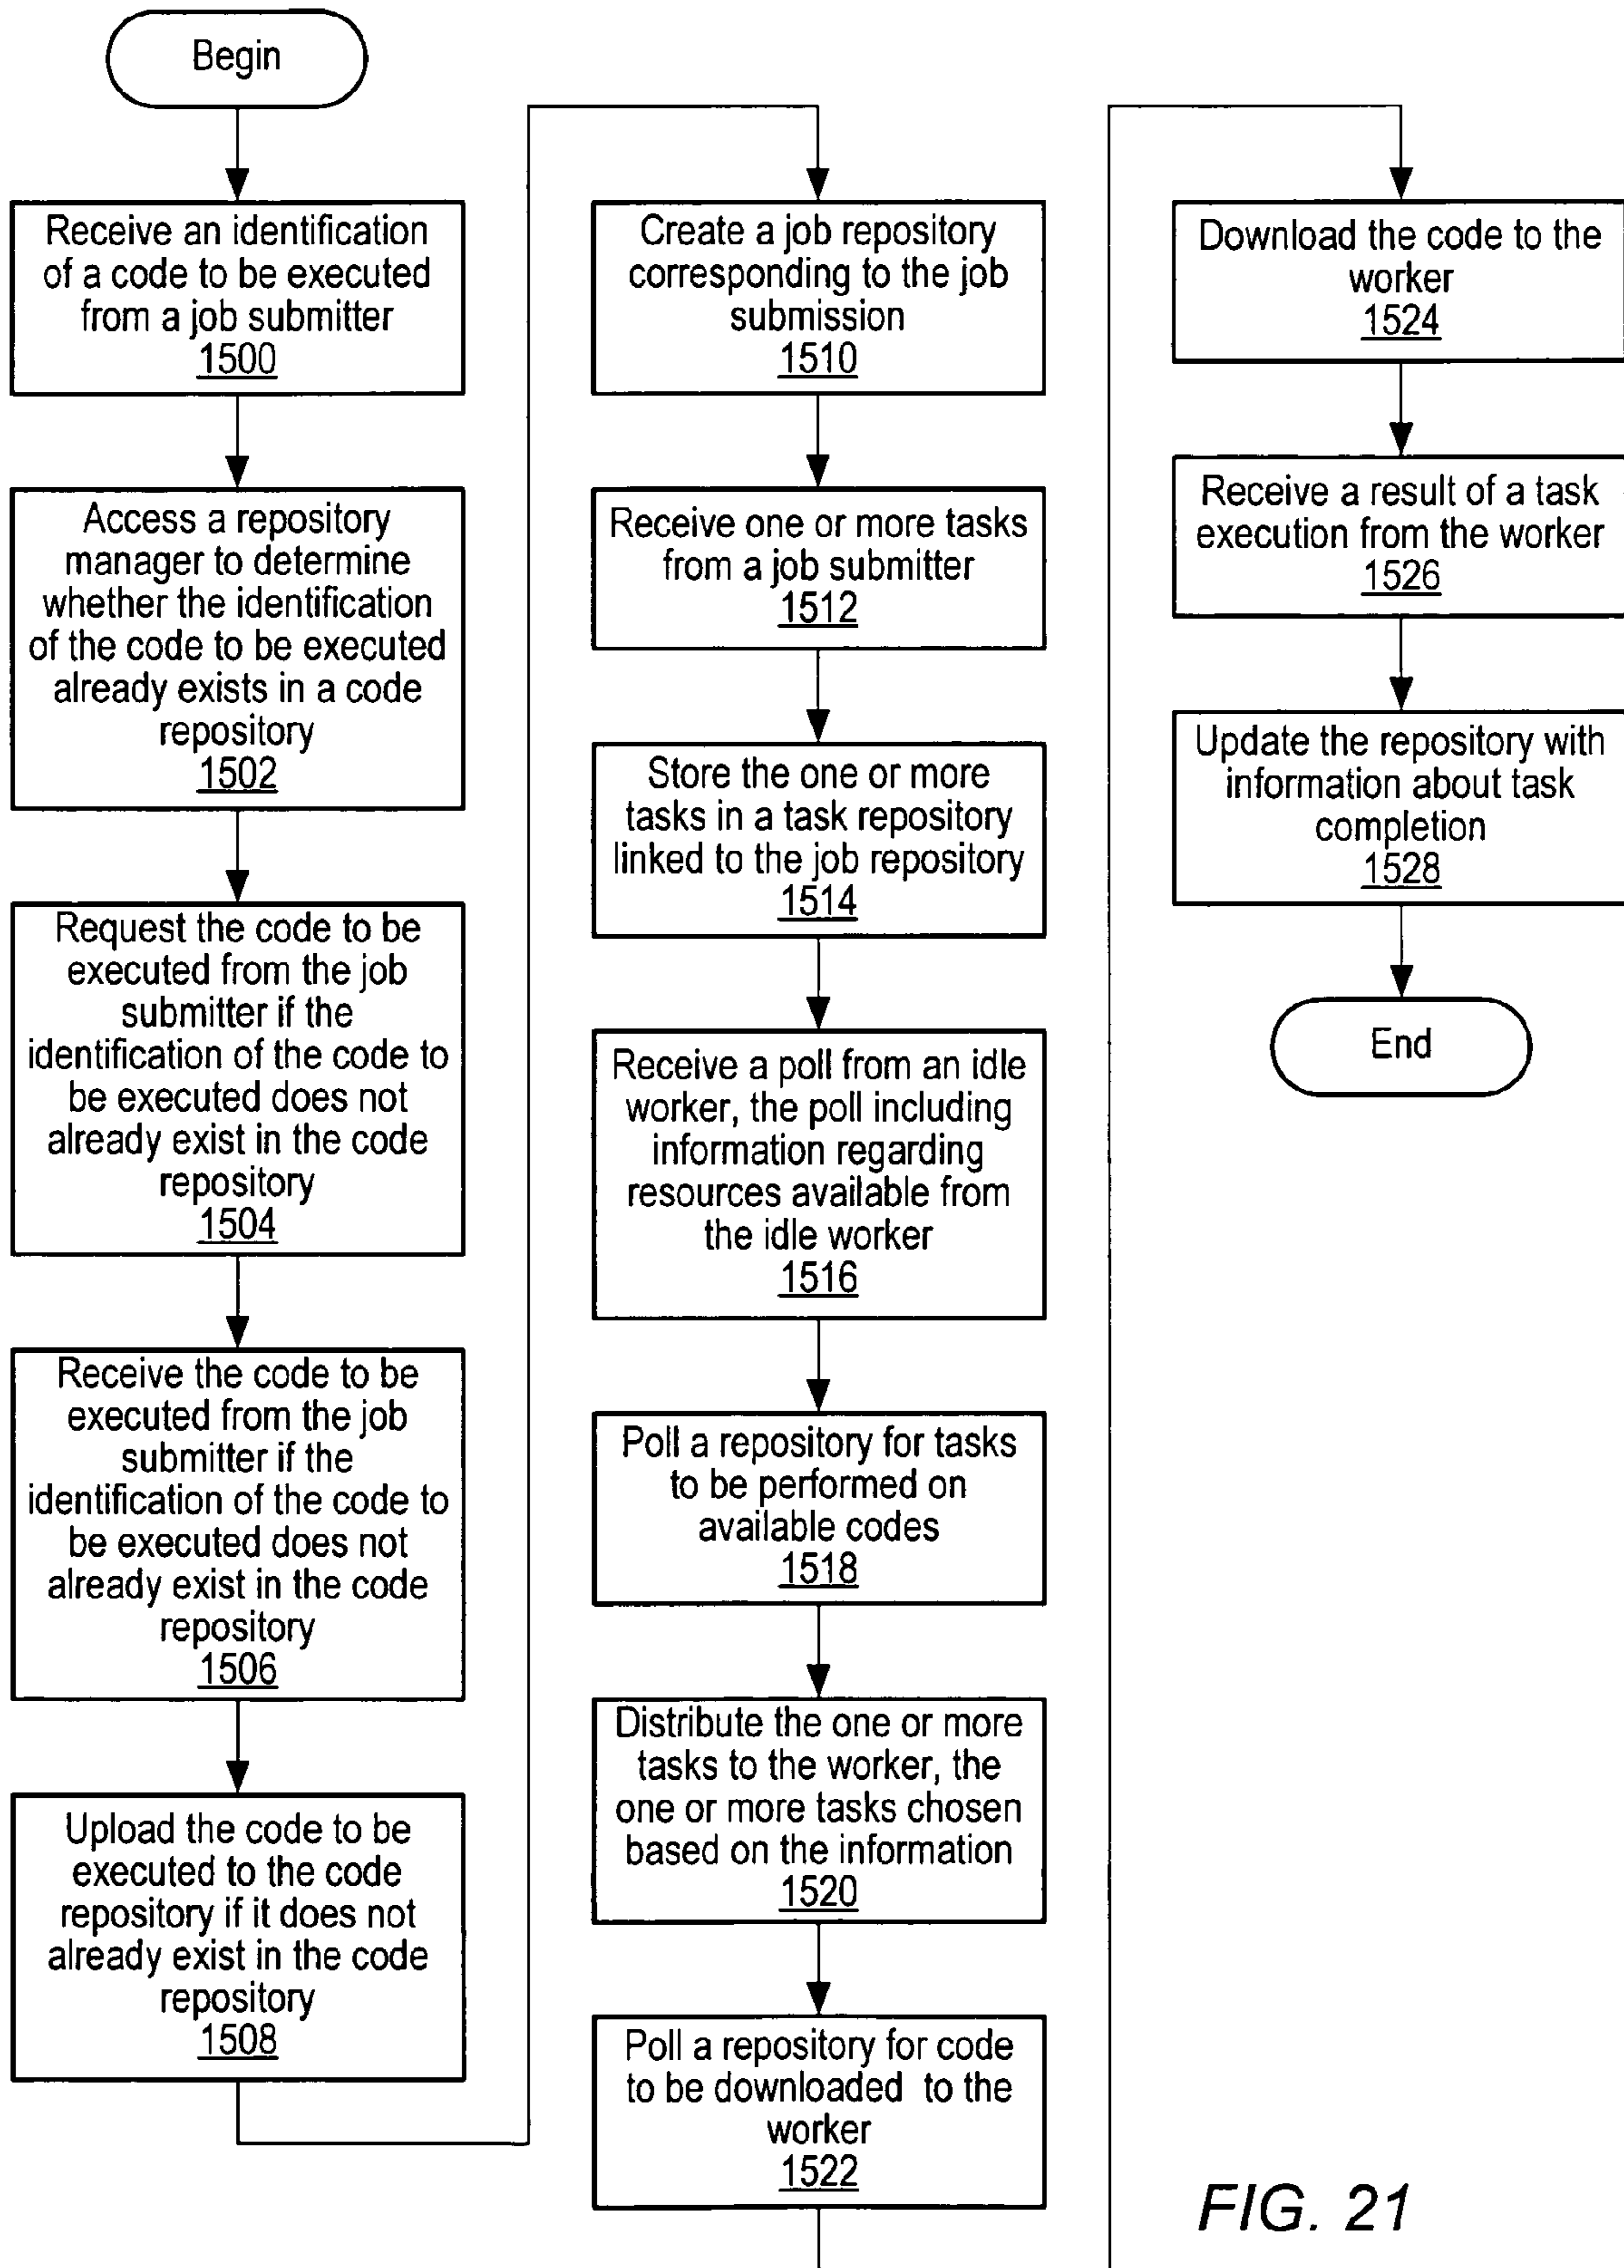 Begin
Receive an identification
of a code to be executed
from a job submitter
1500
Access a repository
manager to determine
whether the identification
of the code to be executed
already exists in a code
repository
1502
Request the code to be
executed from the job
submitter if the
identification of the code to
be executed does not
already exist in the code
repository
1504
Receive the code to be
executed from the job
submitter if the
identification of the code to
be executed does not
already exist in the code
repository
1506
Upload the code to be
executed to the code
repository if it does not
already exist in the code
repository
1508
Create a job repository
corresponding to the job
submission
1510
Receive one or more tasks
from a job submitter
1512
Store the one or more
tasks in a task repository
linked to the job repository
1514
Receive a poll from an idle
worker, the poll including
information regarding
resources available from
the idle worker
1516
Poll a repository for tasks
to be performed on
available codes
1518
Distribute the one or more
tasks to the worker, the
one or more tasks chosen
based on the information
1520
Poll a repository for code
to be downloaded to the
worker
1522
Download the code to the
worker
1524
Receive a result of a task
execution from the worker
1526
Update the repository with
information about task
completion
1528
End
FIG. 21